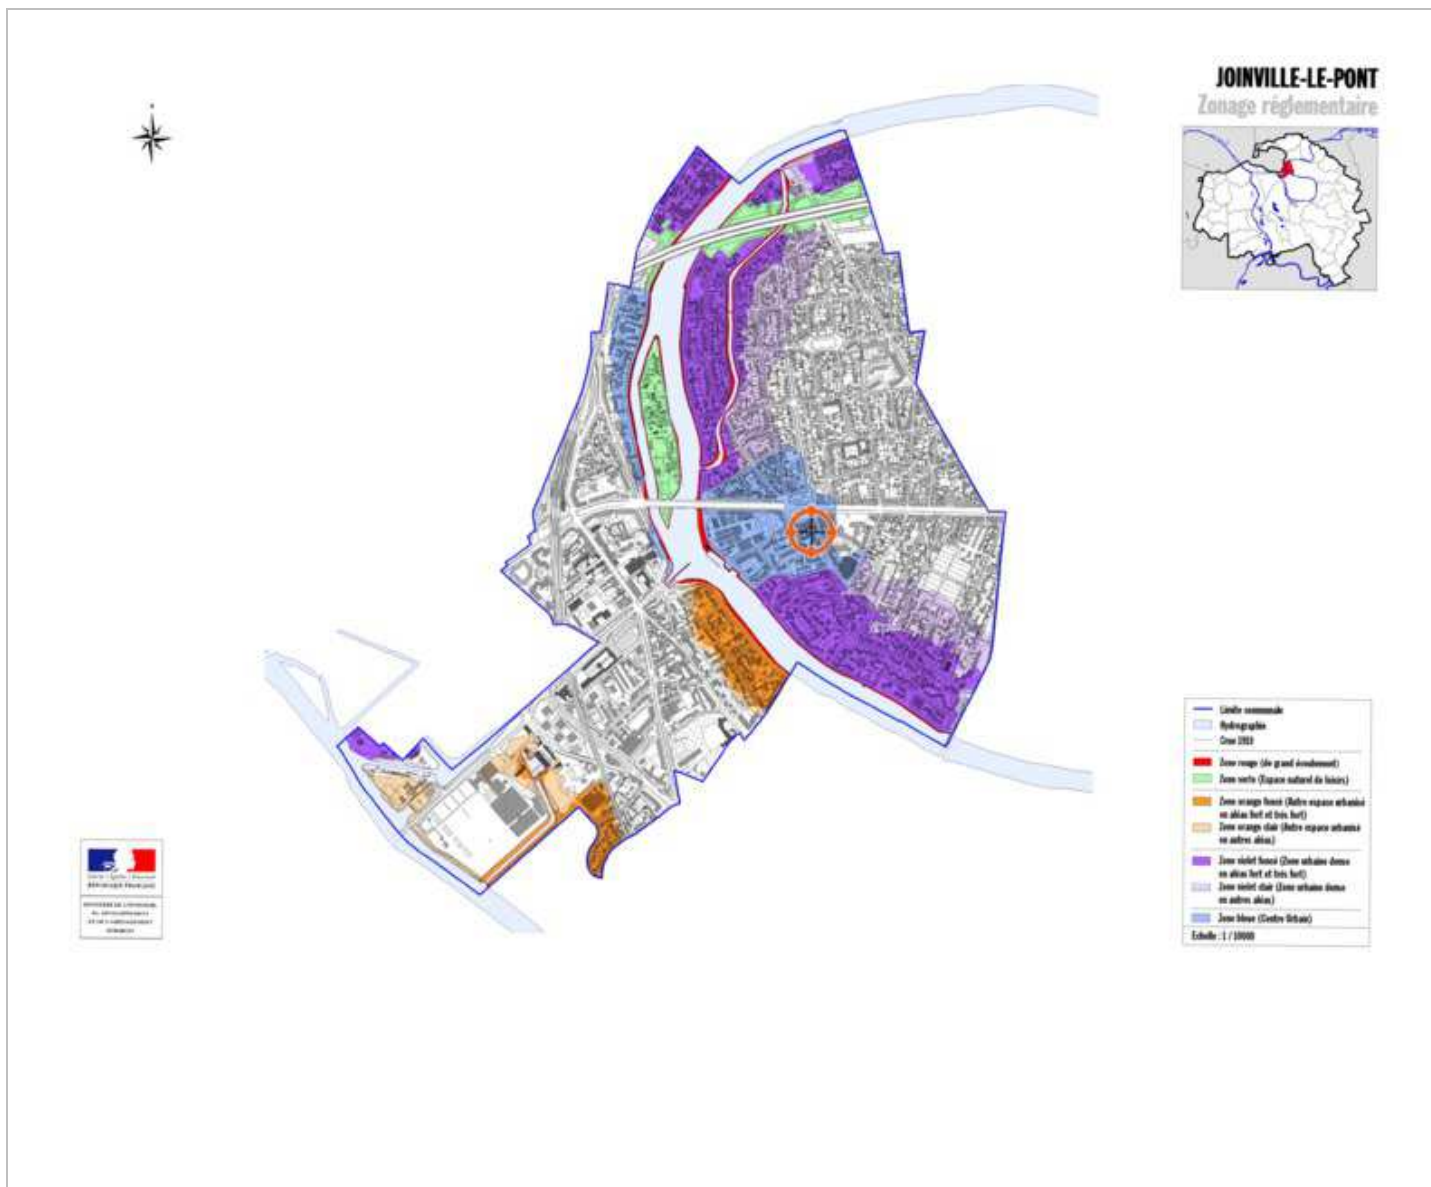 JOINVILLE-LE-PONT
Zonage réglementaire
Limite communale
Hydrographie
Crue 1910
Zone rouge (de grand écoulement)
Zone verte (Espace naturel de loisirs)
Zone orange foncé (Autre espace urbanisé
en aléas fort et très fort)
Zone orange clair (Autre espace urbanisé
en autres aléas)
Zone violet foncé (Zone urbaine dense
en aléas fort et très fort)
Zone violet clair (Zone urbaine dense
en autres aléas)
Zone bleue (Centre Urbain)
Echelle : 1 / 10000
RÉPUBLIQUE FRANÇAISE